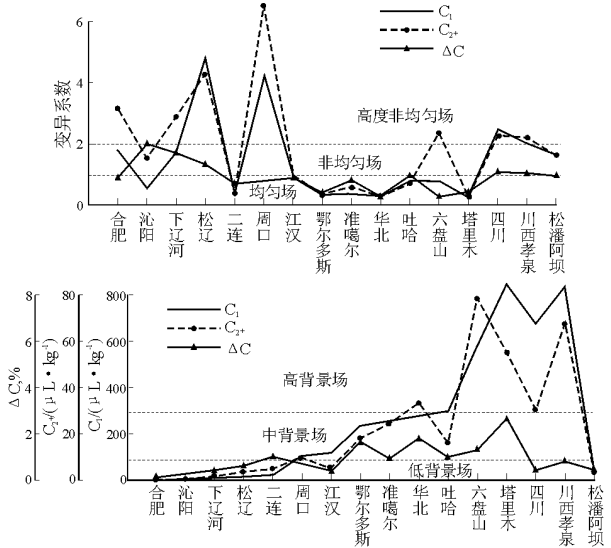 变异系数
6
4
2
0
C₁
C₂₊
ΔC
高度非均匀场
非均匀场
均匀场
合肥
沁阳
下辽河
松辽
二连
周口
江汉
鄂尔多斯
准噶尔
华北
吐哈
六盘山
塔里木
四川
川西孝泉
松潘阿坝
ΔC,%
8
6
4
2
0
C₂₊/(μL•kg⁻¹)
80
60
40
20
0
C₁/(μL•kg⁻¹)
800
600
400
200
0
C₁
C₂₊
ΔC
高背景场
中背景场
低背景场
合肥
沁阳
下辽河
松辽
二连
周口
江汉
鄂尔多斯
准噶尔
华北
吐哈
六盘山
塔里木
四川
川西孝泉
松潘阿坝